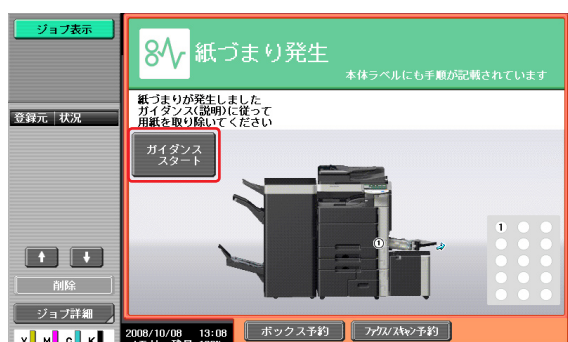 ジョブ表示
紙づまり発生
本体ラベルにも手順が記載されています
登録元 状況
紙づまりが発生しました
ガイダンス(説明)に従って
用紙を取り除いてください
ガイダンス
スタート
1
1
削除
ジョブ詳細
2008/10/08 13:08
ボックス予約
ファクス/スキャン予約
Y M C K